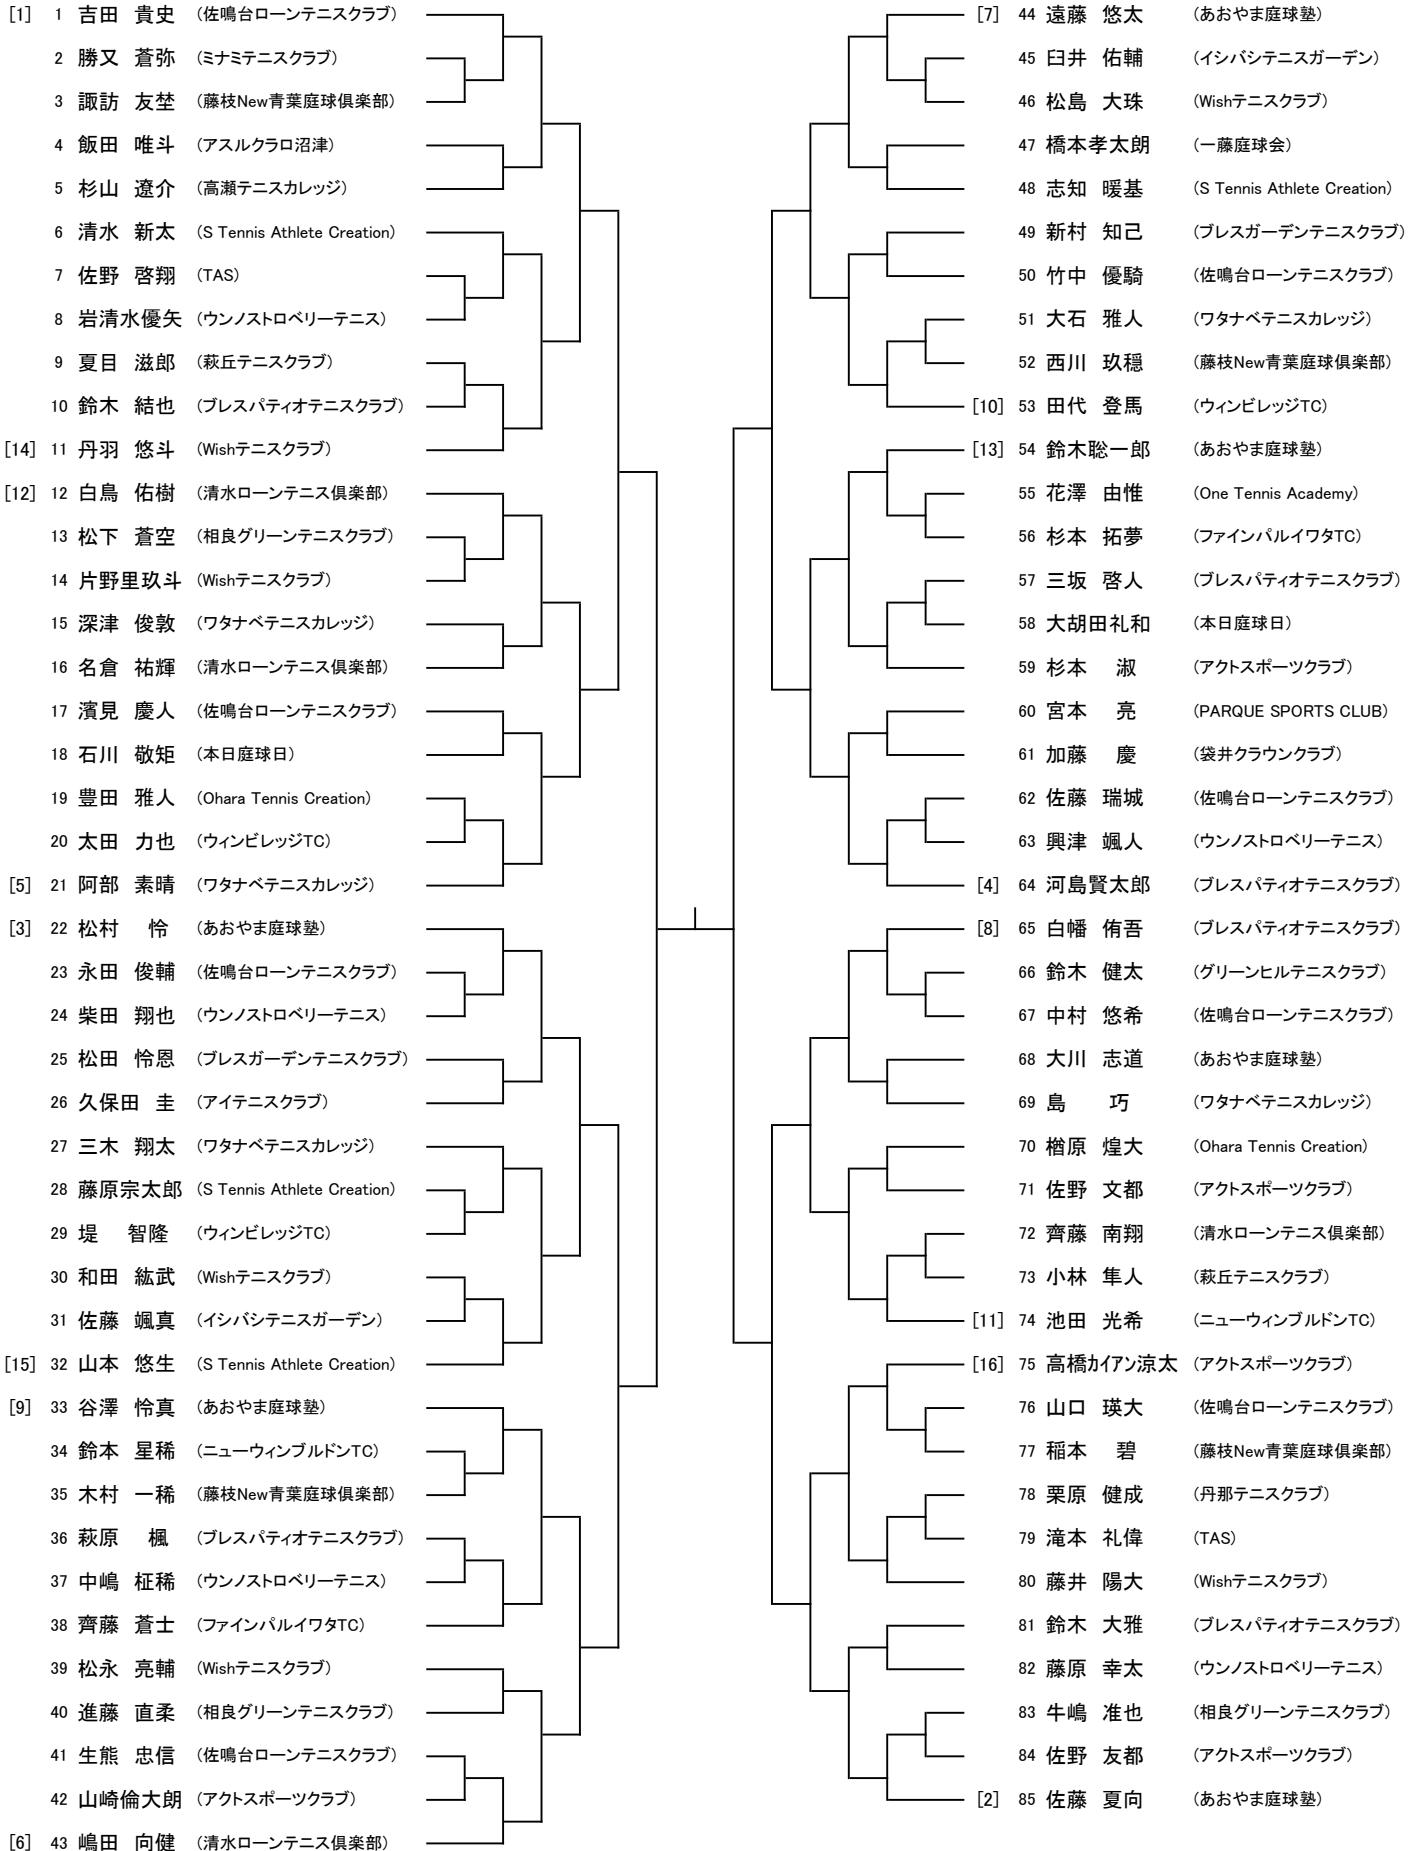 [1] 1 吉田 貴史 (佐鳴台ローンテニスクラブ)
2 勝又 蒼弥 (ミナミテニスクラブ)
3 諏訪 友埜 (藤枝New青葉庭球倶楽部)
4 飯田 唯斗 (アスルクラロ沼津)
5 杉山 遼介 (高瀬テニスカレッジ)
6 清水 新太 (S Tennis Athlete Creation)
7 佐野 啓翔 (TAS)
8 岩清水優矢 (ウンノストロベリーテニス)
9 夏目 滋郎 (萩丘テニスクラブ)
10 鈴木 結也 (ブレスパティオテニスクラブ)
[14] 11 丹羽 悠斗 (Wishテニスクラブ)
[12] 12 白鳥 佑樹 (清水ローンテニス倶楽部)
13 松下 蒼空 (相良グリーンテニスクラブ)
14 片野里玖斗 (Wishテニスクラブ)
15 深津 俊敦 (ワタナベテニスカレッジ)
16 名倉 祐輝 (清水ローンテニス倶楽部)
17 濱見 慶人 (佐鳴台ローンテニスクラブ)
18 石川 敬矩 (本日庭球日)
19 豊田 雅人 (Ohara Tennis Creation)
20 太田 力也 (ウィンビレッジTC)
[5] 21 阿部 素晴 (ワタナベテニスカレッジ)
[3] 22 松村 怜 (あおやま庭球塾)
23 永田 俊輔 (佐鳴台ローンテニスクラブ)
24 柴田 翔也 (ウンノストロベリーテニス)
25 松田 怜恩 (ブレスガーデンテニスクラブ)
26 久保田 圭 (アイテニスクラブ)
27 三木 翔太 (ワタナベテニスカレッジ)
28 藤原宗太郎 (S Tennis Athlete Creation)
29 堤 智隆 (ウィンビレッジTC)
30 和田 紘武 (Wishテニスクラブ)
31 佐藤 颯真 (イシバシテニスガーデン)
[15] 32 山本 悠生 (S Tennis Athlete Creation)
[9] 33 谷澤 怜真 (あおやま庭球塾)
34 鈴本 星稀 (ニューウィンブルドンTC)
35 木村 一稀 (藤枝New青葉庭球倶楽部)
36 萩原 楓 (ブレスパティオテニスクラブ)
37 中嶋 柾稀 (ウンノストロベリーテニス)
38 齊藤 蒼士 (ファインパルイワタTC)
39 松永 亮輔 (Wishテニスクラブ)
40 進藤 直柔 (相良グリーンテニスクラブ)
41 生熊 忠信 (佐鳴台ローンテニスクラブ)
42 山崎倫大朗 (アクトスポーツクラブ)
[6] 43 嶋田 向健 (清水ローンテニス倶楽部)
[7] 44 遠藤 悠太 (あおやま庭球塾)
45 臼井 佑輔 (イシバシテニスガーデン)
46 松島 大珠 (Wishテニスクラブ)
47 橋本孝太朗 (一藤庭球会)
48 志知 暖基 (S Tennis Athlete Creation)
49 新村 知己 (ブレスガーデンテニスクラブ)
50 竹中 優騎 (佐鳴台ローンテニスクラブ)
51 大石 雅人 (ワタナベテニスカレッジ)
52 西川 玖穏 (藤枝New青葉庭球倶楽部)
[10] 53 田代 登馬 (ウィンビレッジTC)
[13] 54 鈴木聡一郎 (あおやま庭球塾)
55 花澤 由惟 (One Tennis Academy)
56 杉本 拓夢 (ファインパルイワタTC)
57 三坂 啓人 (ブレスパティオテニスクラブ)
58 大胡田礼和 (本日庭球日)
59 杉本 淑 (アクトスポーツクラブ)
60 宮本 亮 (PARQUE SPORTS CLUB)
61 加藤 慶 (袋井クラウンクラブ)
62 佐藤 瑞城 (佐鳴台ローンテニスクラブ)
63 興津 颯人 (ウンノストロベリーテニス)
[4] 64 河島賢太郎 (ブレスパティオテニスクラブ)
[8] 65 白幡 侑吾 (ブレスパティオテニスクラブ)
66 鈴木 健太 (グリーンヒルテニスクラブ)
67 中村 悠希 (佐鳴台ローンテニスクラブ)
68 大川 志道 (あおやま庭球塾)
69 島 巧 (ワタナベテニスカレッジ)
70 楢原 煌大 (Ohara Tennis Creation)
71 佐野 文都 (アクトスポーツクラブ)
72 齊藤 南翔 (清水ローンテニス倶楽部)
73 小林 隼人 (萩丘テニスクラブ)
[11] 74 池田 光希 (ニューウィンブルドンTC)
[16] 75 高橋ｶｲｱﾝ涼太 (アクトスポーツクラブ)
76 山口 瑛大 (佐鳴台ローンテニスクラブ)
77 稲本 碧 (藤枝New青葉庭球倶楽部)
78 栗原 健成 (丹那テニスクラブ)
79 滝本 礼偉 (TAS)
80 藤井 陽大 (Wishテニスクラブ)
81 鈴木 大雅 (ブレスパティオテニスクラブ)
82 藤原 幸太 (ウンノストロベリーテニス)
83 牛嶋 准也 (相良グリーンテニスクラブ)
84 佐野 友都 (アクトスポーツクラブ)
[2] 85 佐藤 夏向 (あおやま庭球塾)